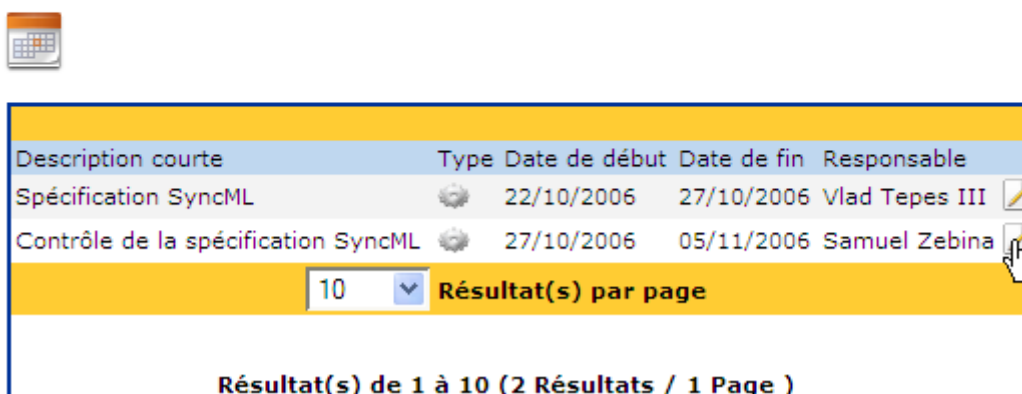 Description courte Type Date de début Date de fin Responsable
Spécification SyncML 22/10/2006 27/10/2006 Vlad Tepes III
Contrôle de la spécification SyncML 27/10/2006 05/11/2006 Samuel Zebina
10 Résultat(s) par page
Résultat(s) de 1 à 10 (2 Résultats / 1 Page )